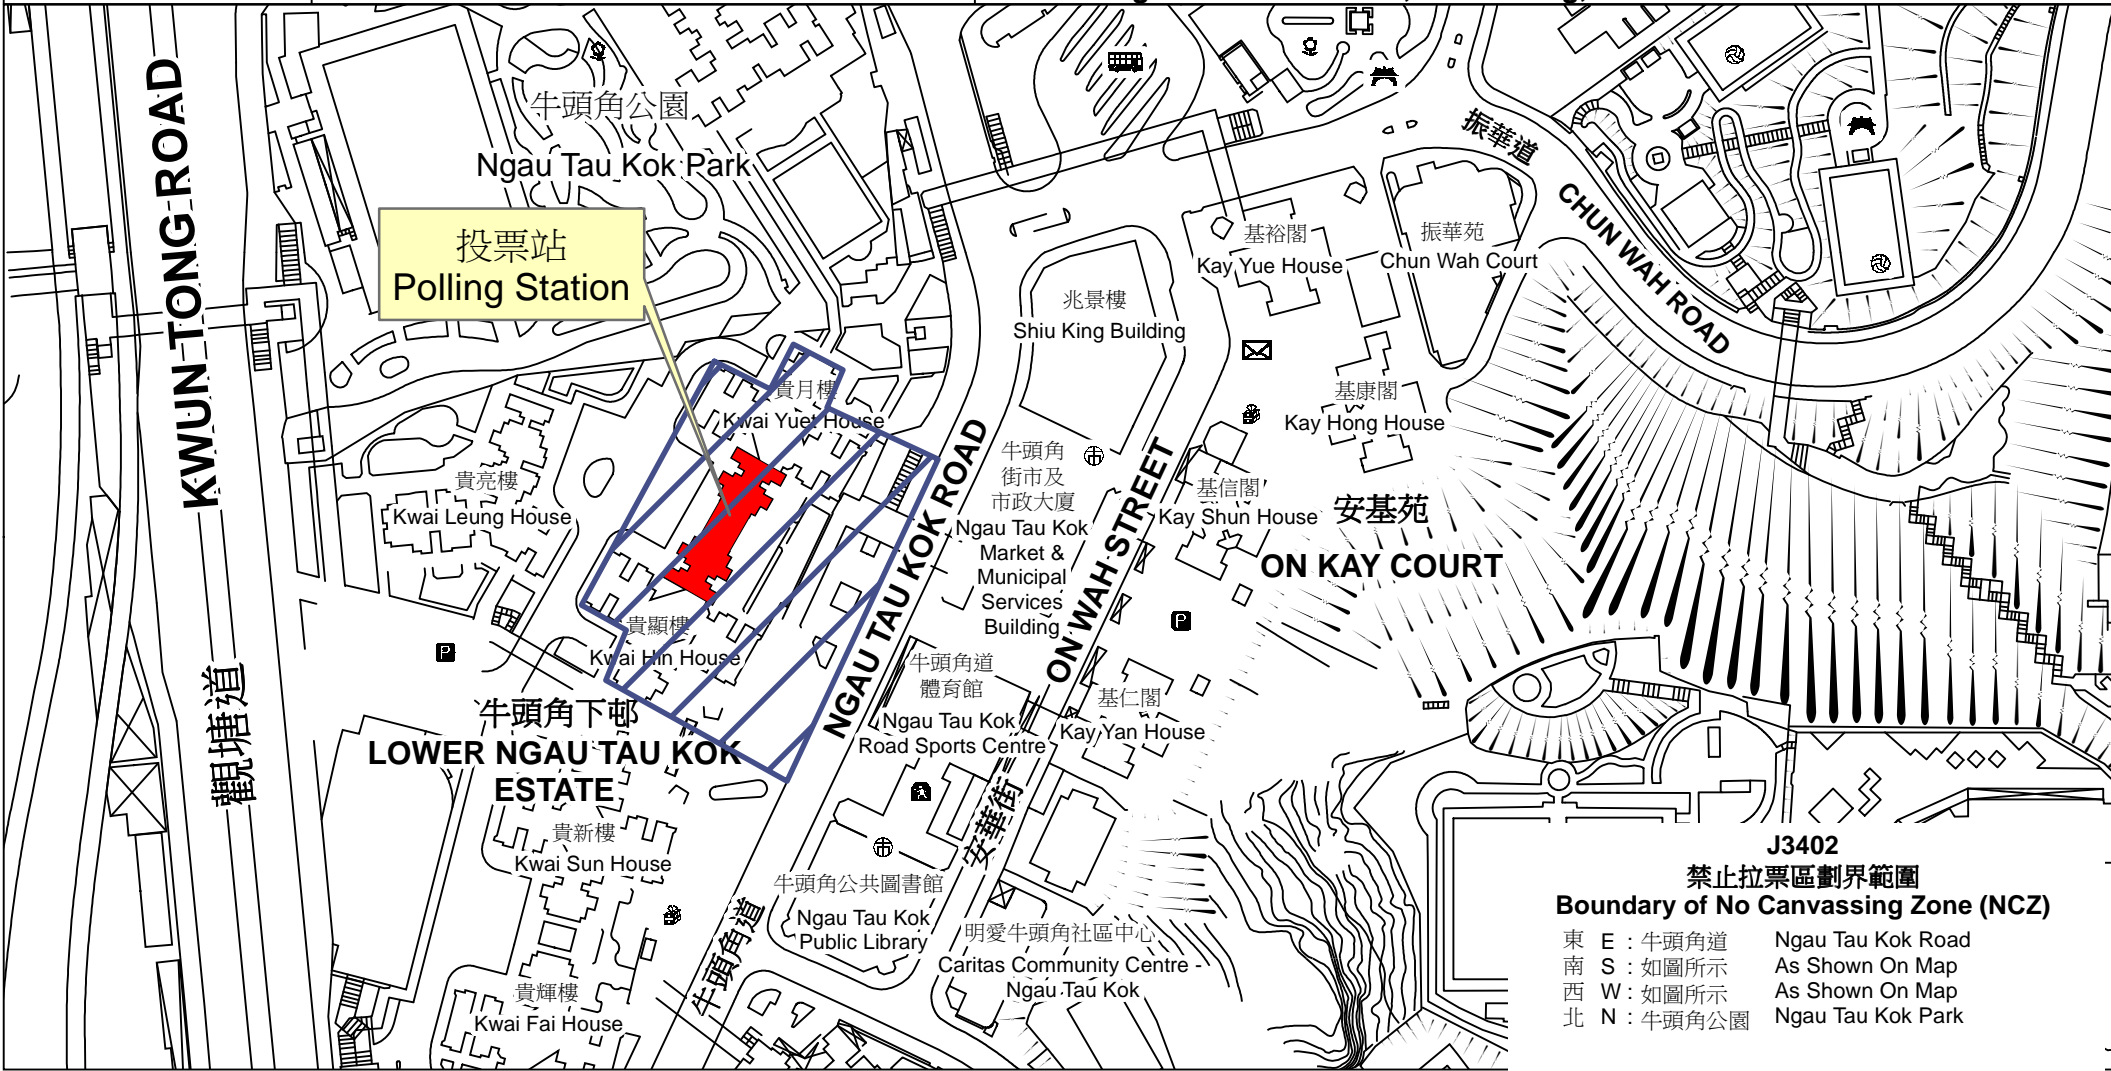 牛頭角公園
Ngau Tau Kok Park
KWUN TONG ROAD
觀塘道
投票站
Polling Station
振華道
CHUN WAH ROAD
基裕閣
Kay Yue House
振華苑
Chun Wah Court
兆景樓
Shiu King Building
貴月樓
Kwai Yuet House
基康閣
Kay Hong House
貴亮樓
Kwai Leung House
牛頭角
街市及
市政大廈
Ngau Tau Kok
Market &
Municipal
Services
Building
市
基信閣
Kay Shun House
安基苑
ON KAY COURT
NGAU TAU KOK ROAD
ON WAH STREET
P
貴顯樓
Kwai Hin House
P
牛頭角道
體育館
Ngau Tau Kok
Road Sports Centre
基仁閣
Kay Yan House
牛頭角下邨
LOWER NGAU TAU KOK
ESTATE
貴新樓
Kwai Sun House
安華街
市
牛頭角公共圖書館
Ngau Tau Kok
Public Library
牛頭角道
明愛牛頭角社區中心
Caritas Community Centre -
Ngau Tau Kok
貴輝樓
Kwai Fai House
J3402
禁止拉票區劃界範圍
Boundary of No Canvassing Zone (NCZ)
東 E : 牛頭角道 Ngau Tau Kok Road
南 S : 如圖所示 As Shown On Map
西 W : 如圖所示 As Shown On Map
北 N : 牛頭角公園 Ngau Tau Kok Park